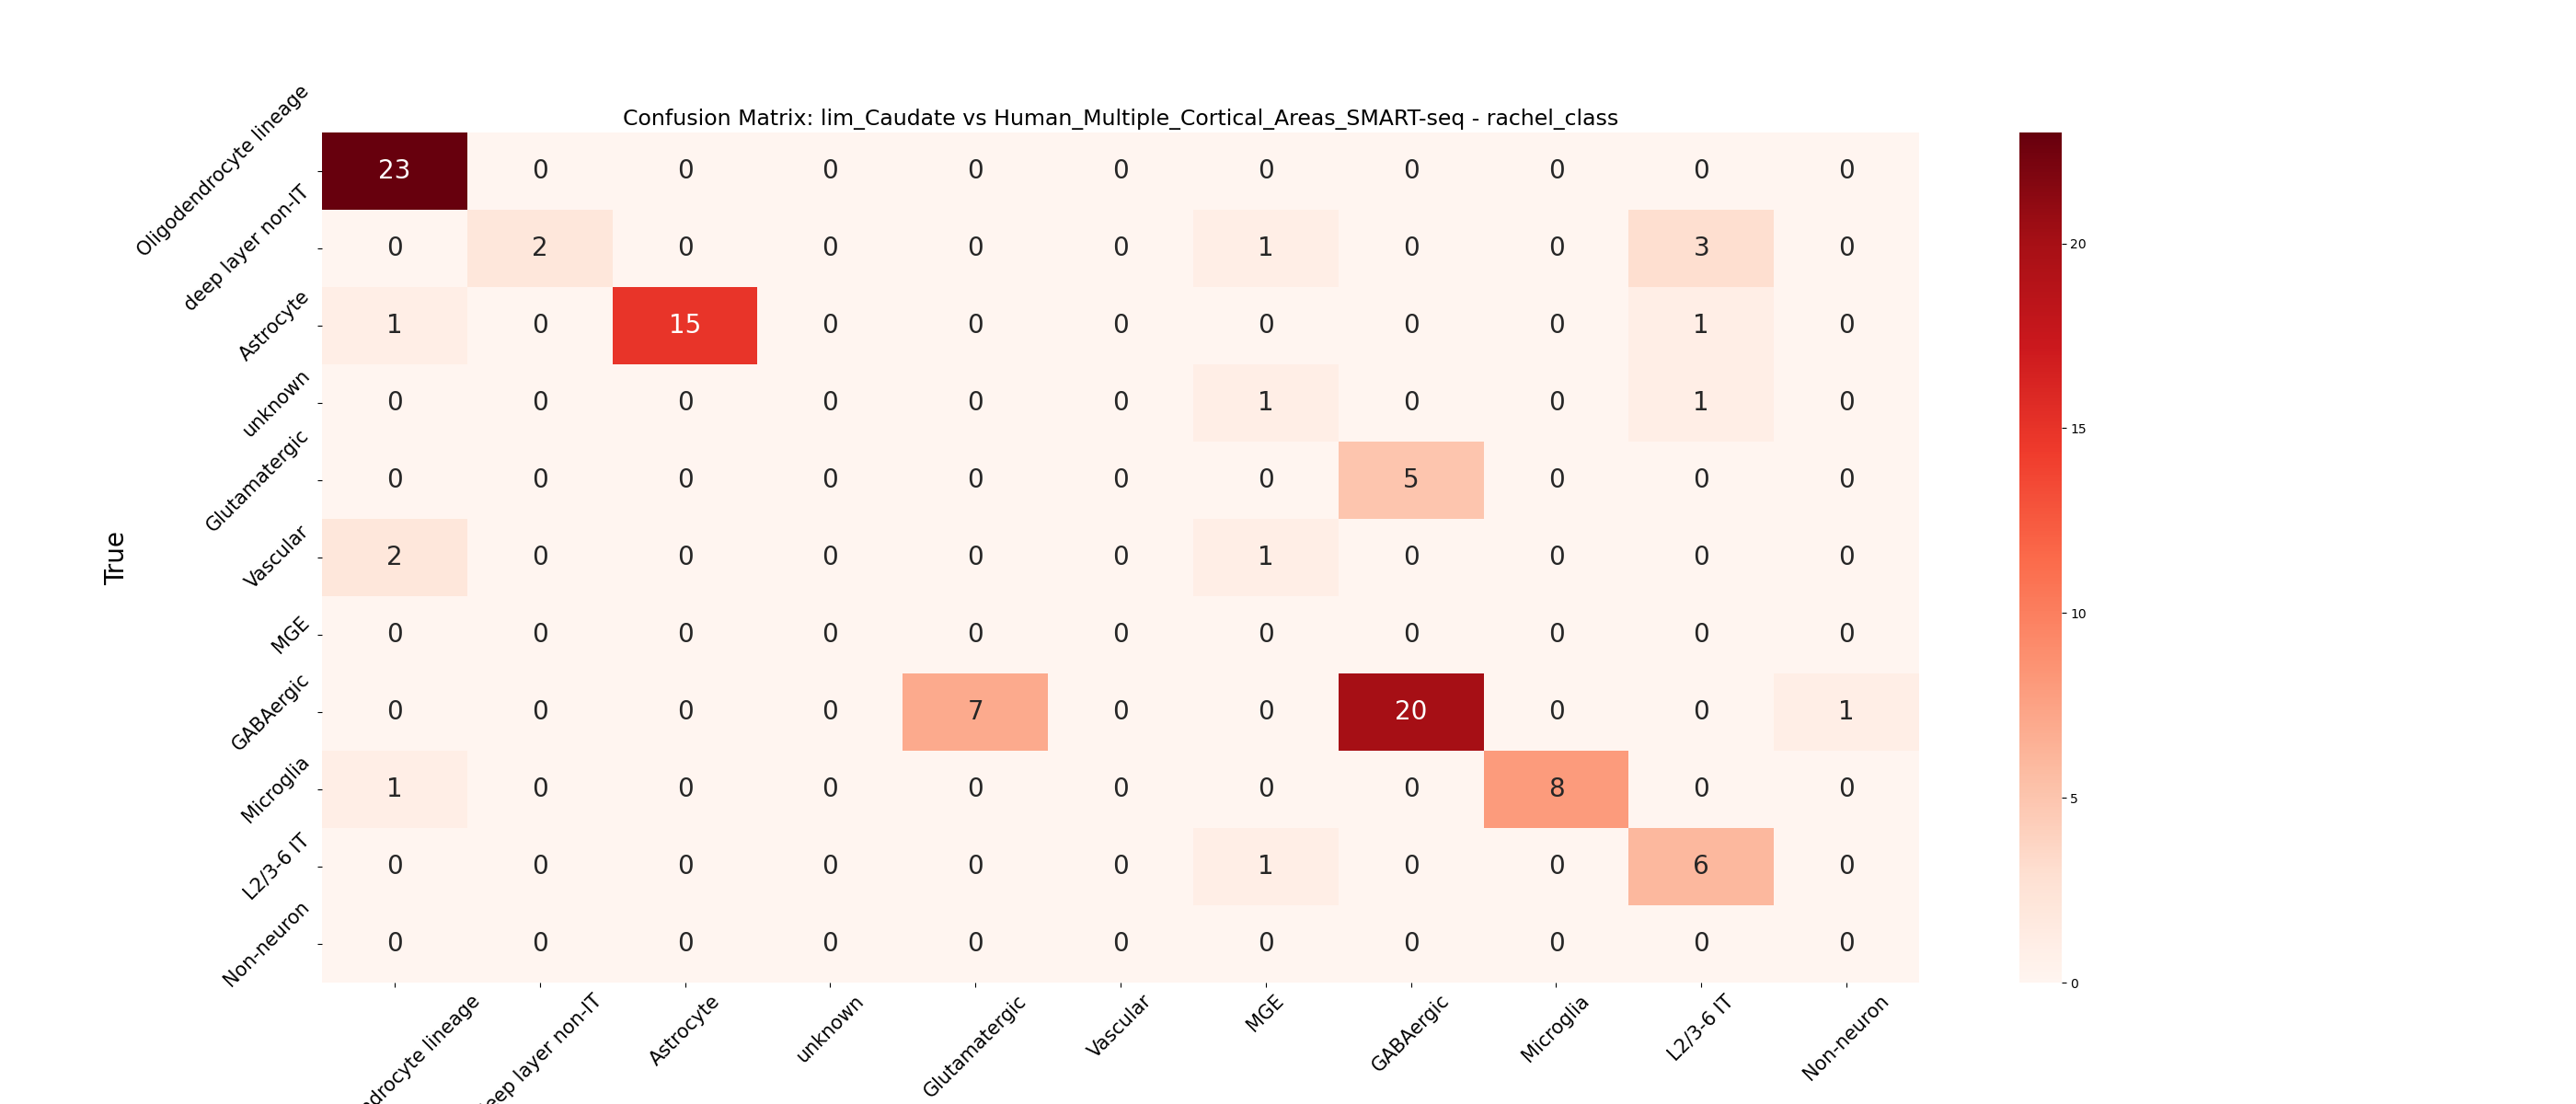 Confusion Matrix: lim_Caudate vs Human_Multiple_Cortical_Areas_SMART-seq - rachel_class
True
Oligodendrocyte lineage 23 0 0 0 0 0 0 0 0 0 0
deep layer non-IT 0 2 0 0 0 0 1 0 0 3 0
Astrocyte 1 0 15 0 0 0 0 0 0 1 0
unknown 0 0 0 0 0 0 1 0 0 1 0
Glutamatergic 0 0 0 0 0 0 0 5 0 0 0
Vascular 2 0 0 0 0 0 1 0 0 0 0
MGE 0 0 0 0 0 0 0 0 0 0 0
GABAergic 0 0 0 0 7 0 0 20 0 0 1
Microglia 1 0 0 0 0 0 0 0 8 0 0
L2/3-6 IT 0 0 0 0 0 0 1 0 0 6 0
Non-neuron 0 0 0 0 0 0 0 0 0 0 0
ndrocyte lineage eep layer non-IT Astrocyte unknown Glutamatergic Vascular MGE GABAergic Microglia L2/3-6 IT Non-neuron
20
15
10
5
0